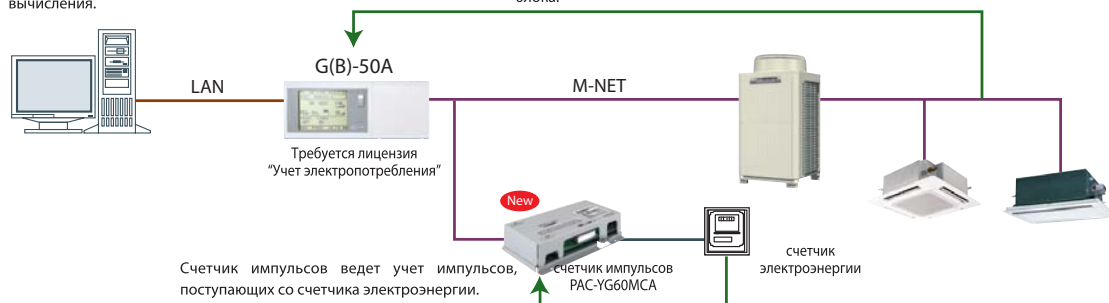 вычисления.
блока.
G(B)-50A
LAN
M-NET
Требуется лицензия
“Учет электропотребления”
New
Счетчик импульсов ведет учет импульсов,
поступающих со счетчика электроэнергии.
счетчик импульсов
PAC-YG60MCA
счетчик
электроэнергии